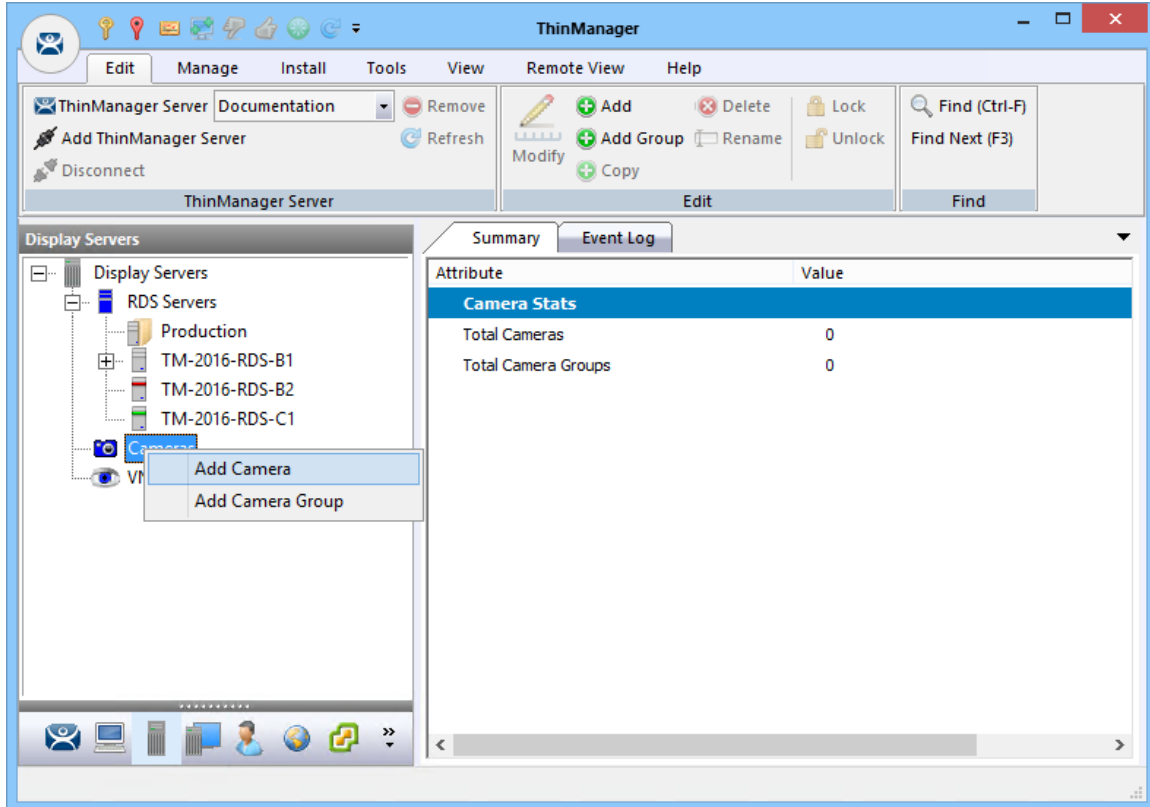 ThinManager
Edit Manage Install Tools View Remote View Help
ThinManager Server Documentation Remove
Add ThinManager Server Refresh
Disconnect
ThinManager Server
Modify
Add Delete Lock
Add Group Rename Unlock
Copy
Edit
Find (Ctrl-F)
Find Next (F3)
Find
Display Servers
Display Servers
RDS Servers
Production
TM-2016-RDS-B1
TM-2016-RDS-B2
TM-2016-RDS-C1
Cameras
Add Camera
Add Camera Group
Summary Event Log
Attribute Value
Camera Stats
Total Cameras 0
Total Camera Groups 0